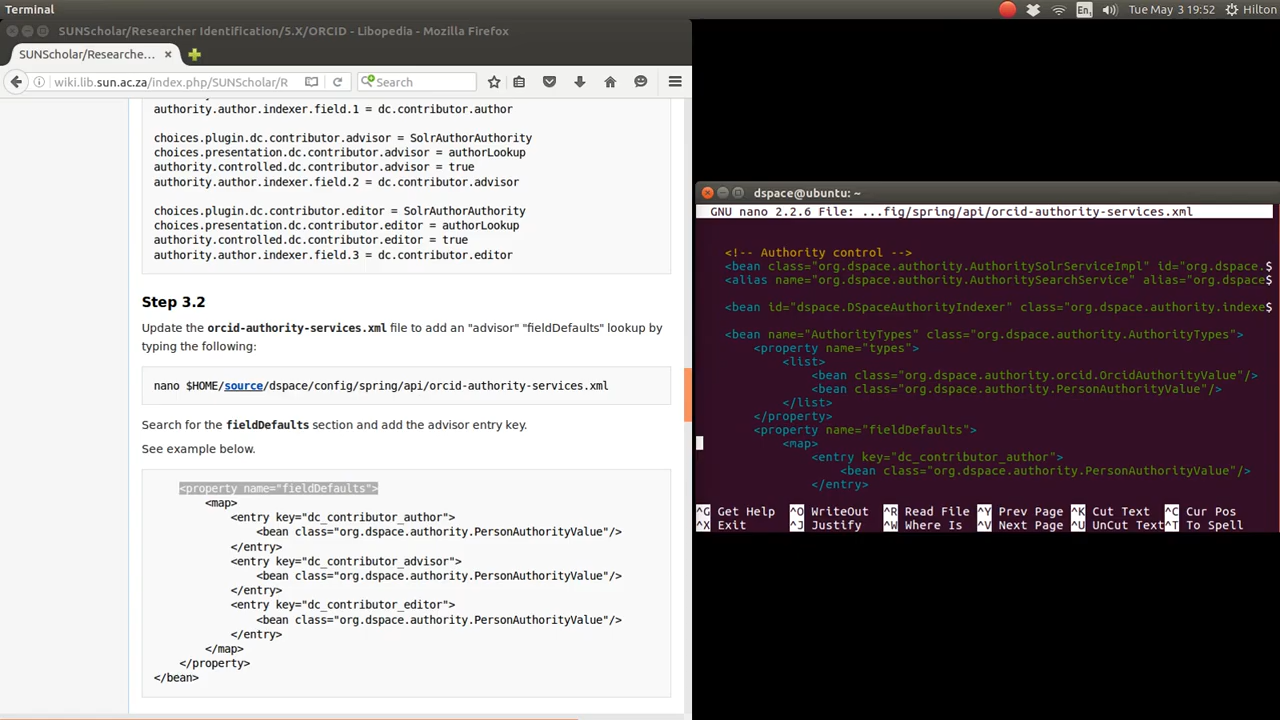 Terminal
En
Tue May 3 19:52
Hilton
SUNScholar/Researcher Identification/5.X/ORCID - Libopedia - Mozilla Firefox
SUNScholar/Researche...
wiki.lib.sun.ac.za/index.php/SUNScholar/R
Search
authority.author.indexer.field.1 = dc.contributor.author
choices.plugin.dc.contributor.advisor = SolrAuthorAuthority
choices.presentation.dc.contributor.advisor = authorLookup
authority.controlled.dc.contributor.advisor = true
authority.author.indexer.field.2 = dc.contributor.advisor
choices.plugin.dc.contributor.editor = SolrAuthorAuthority
choices.presentation.dc.contributor.editor = authorLookup
authority.controlled.dc.contributor.editor = true
authority.author.indexer.field.3 = dc.contributor.editor
Step 3.2
Update the orcid-authority-services.xml file to add an "advisor" "fieldDefaults" lookup by
typing the following:
nano $HOME/source/dspace/config/spring/api/orcid-authority-services.xml
Search for the fieldDefaults section and add the advisor entry key.
See example below.
<property name="fieldDefaults">
<map>
<entry key="dc_contributor_author">
<bean class="org.dspace.authority.PersonAuthorityValue"/>
</entry>
<entry key="dc_contributor_advisor">
<bean class="org.dspace.authority.PersonAuthorityValue"/>
</entry>
<entry key="dc_contributor_editor">
<bean class="org.dspace.authority.PersonAuthorityValue"/>
</entry>
</map>
</property>
</bean>
dspace@ubuntu: ~
GNU nano 2.2.6 File: ...fig/spring/api/orcid-authority-services.xml
<!-- Authority control -->
<bean class="org.dspace.authority.AuthoritySolrServiceImpl" id="org.dspace.$
<alias name="org.dspace.authority.AuthoritySearchService" alias="org.dspace$
<bean id="dspace.DSpaceAuthorityIndexer" class="org.dspace.authority.indexe$
<bean name="AuthorityTypes" class="org.dspace.authority.AuthorityTypes">
<property name="types">
<list>
<bean class="org.dspace.authority.orcid.OrcidAuthorityValue"/>
<bean class="org.dspace.authority.PersonAuthorityValue"/>
</list>
</property>
<property name="fieldDefaults">
<map>
<entry key="dc_contributor_author">
<bean class="org.dspace.authority.PersonAuthorityValue"/>
</entry>
^G Get Help ^O WriteOut ^R Read File ^Y Prev Page ^K Cut Text ^C Cur Pos
^X Exit ^J Justify ^W Where Is ^V Next Page ^U UnCut Text ^T To Spell